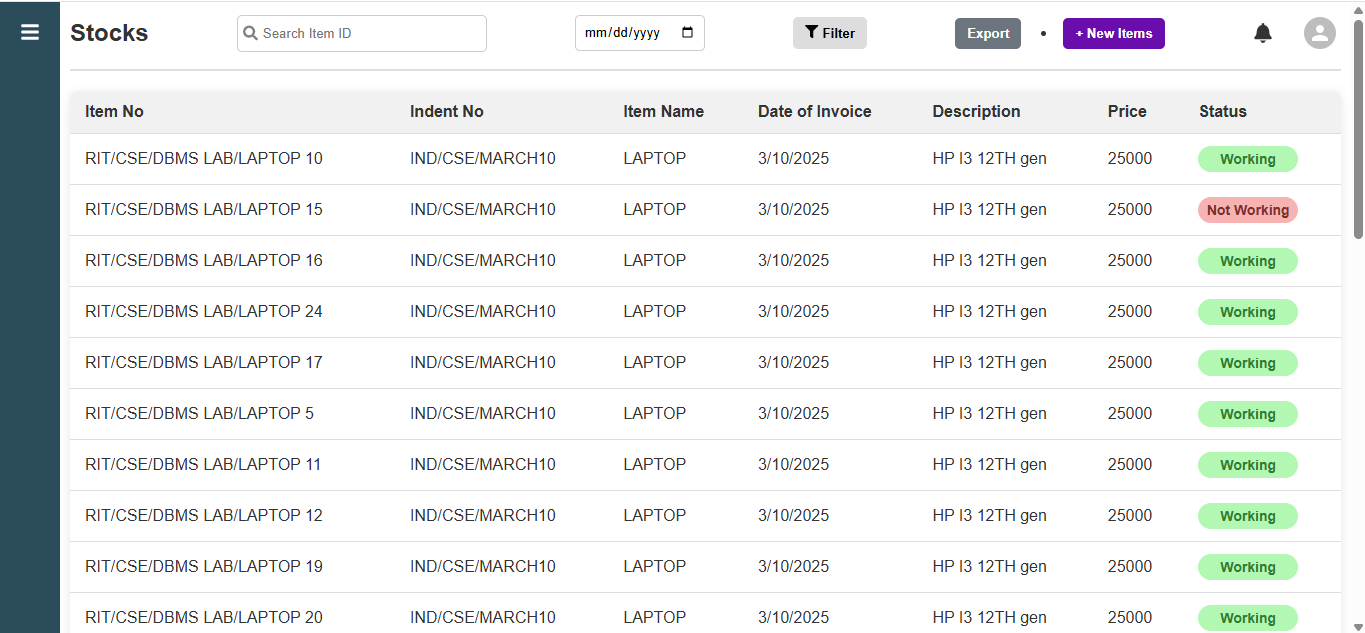 Stocks Search Item ID mm/dd/yyyy Filter Export • + New Items
Item No Indent No Item Name Date of Invoice Description Price Status
RIT/CSE/DBMS LAB/LAPTOP 10 IND/CSE/MARCH10 LAPTOP 3/10/2025 HP I3 12TH gen 25000 Working
RIT/CSE/DBMS LAB/LAPTOP 15 IND/CSE/MARCH10 LAPTOP 3/10/2025 HP I3 12TH gen 25000 Not Working
RIT/CSE/DBMS LAB/LAPTOP 16 IND/CSE/MARCH10 LAPTOP 3/10/2025 HP I3 12TH gen 25000 Working
RIT/CSE/DBMS LAB/LAPTOP 24 IND/CSE/MARCH10 LAPTOP 3/10/2025 HP I3 12TH gen 25000 Working
RIT/CSE/DBMS LAB/LAPTOP 17 IND/CSE/MARCH10 LAPTOP 3/10/2025 HP I3 12TH gen 25000 Working
RIT/CSE/DBMS LAB/LAPTOP 5 IND/CSE/MARCH10 LAPTOP 3/10/2025 HP I3 12TH gen 25000 Working
RIT/CSE/DBMS LAB/LAPTOP 11 IND/CSE/MARCH10 LAPTOP 3/10/2025 HP I3 12TH gen 25000 Working
RIT/CSE/DBMS LAB/LAPTOP 12 IND/CSE/MARCH10 LAPTOP 3/10/2025 HP I3 12TH gen 25000 Working
RIT/CSE/DBMS LAB/LAPTOP 19 IND/CSE/MARCH10 LAPTOP 3/10/2025 HP I3 12TH gen 25000 Working
RIT/CSE/DBMS LAB/LAPTOP 20 IND/CSE/MARCH10 LAPTOP 3/10/2025 HP I3 12TH gen 25000 Working